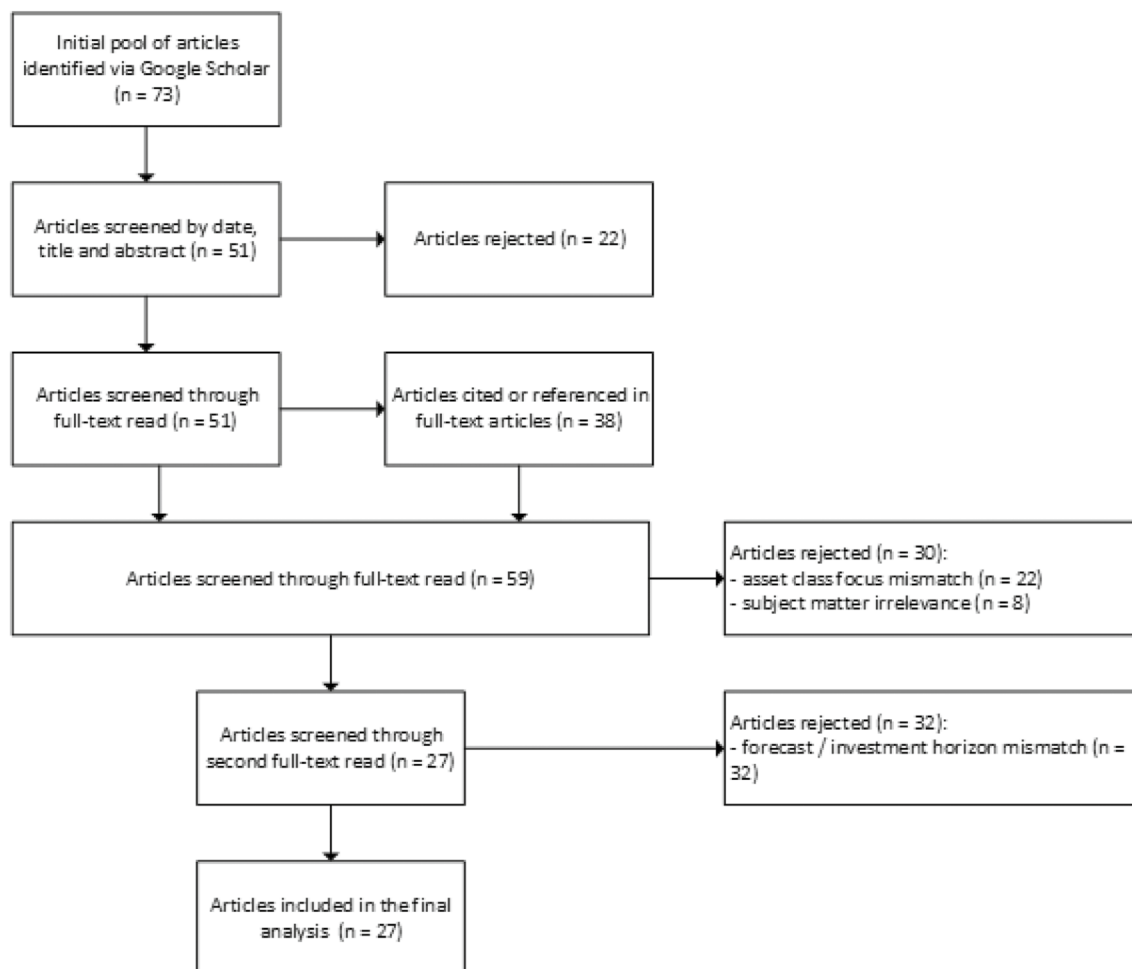 Initial pool of articles
identified via Google Scholar
(n = 73)
Articles screened by date,
title and abstract (n = 51)
Articles rejected (n = 22)
Articles screened through
full-text read (n = 51)
Articles cited or referenced in
full-text articles (n = 38)
Articles screened through full-text read (n = 59)
Articles rejected (n = 30):
- asset class focus mismatch (n = 22)
- subject matter irrelevance (n = 8)
Articles screened through
second full-text read (n = 27)
Articles rejected (n = 32):
- forecast / investment horizon mismatch (n =
32)
Articles included in the final
analysis (n = 27)